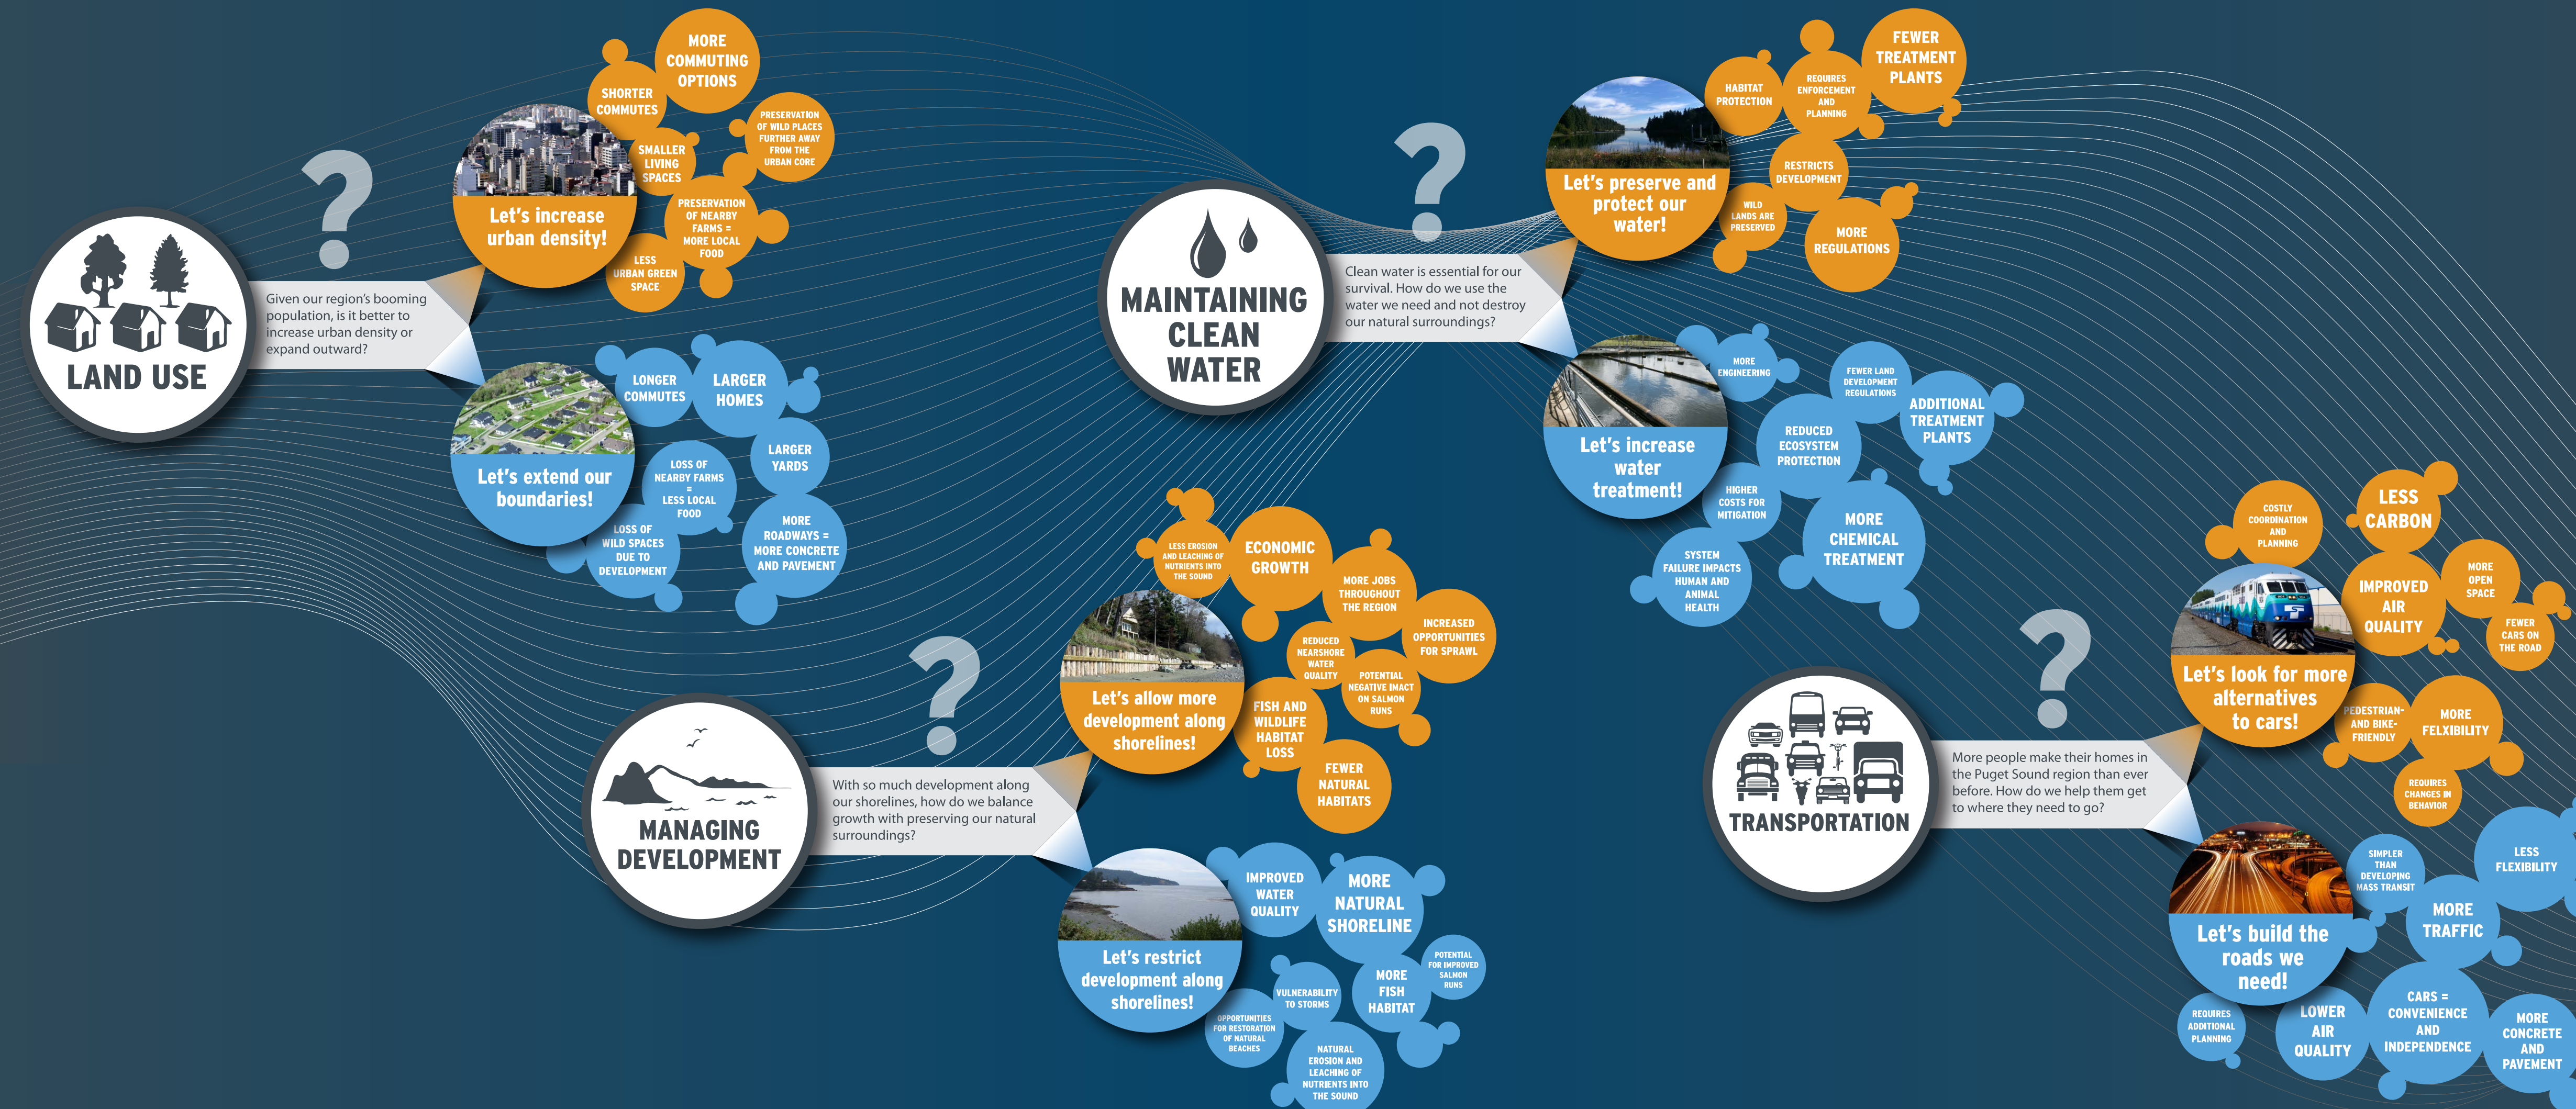 LAND USE
?
Given our region's booming
population, is it better to
increase urban density or
expand outward?
Let's increase
urban density!
MORE
COMMUTING
OPTIONS
SHORTER
COMMUTES
PRESERVATION
OF WILD PLACES
FURTHER AWAY
FROM THE
URBAN CORE
SMALLER
LIVING
SPACES
PRESERVATION
OF NEARBY
FARMS =
MORE LOCAL
FOOD
LESS
URBAN GREEN
SPACE
Let's extend our
boundaries!
LONGER
COMMUTES
LARGER
HOMES
LARGER
YARDS
LOSS OF
NEARBY FARMS
=
LESS LOCAL
FOOD
LOSS OF
WILD SPACES
DUE TO
DEVELOPMENT
MORE
ROADWAYS =
MORE CONCRETE
AND PAVEMENT
MANAGING
DEVELOPMENT
?
With so much development along
our shorelines, how do we balance
growth with preserving our natural
surroundings?
Let's allow more
development along
shorelines!
LESS EROSION
AND LEACHING OF
NUTRIENTS INTO
THE SOUND
ECONOMIC
GROWTH
MORE JOBS
THROUGHOUT
THE REGION
INCREASED
OPPORTUNITIES
FOR SPRAWL
REDUCED
NEARSHORE
WATER
QUALITY
POTENTIAL
NEGATIVE IMACT
ON SALMON
RUNS
FISH AND
WILDLIFE
HABITAT
LOSS
FEWER
NATURAL
HABITATS
Let's restrict
development along
shorelines!
IMPROVED
WATER
QUALITY
MORE
NATURAL
SHORELINE
POTENTIAL
FOR IMPROVED
SALMON
RUNS
MORE
FISH
HABITAT
VULNERABILITY
TO STORMS
OPPORTUNITIES
FOR RESTORATION
OF NATURAL
BEACHES
NATURAL
EROSION AND
LEACHING OF
NUTRIENTS INTO
THE SOUND
MAINTAINING
CLEAN
WATER
?
Clean water is essential for our
survival. How do we use the
water we need and not destroy
our natural surroundings?
Let's preserve and
protect our
water!
HABITAT
PROTECTION
REQUIRES
ENFORCEMENT
AND
PLANNING
FEWER
TREATMENT
PLANTS
RESTRICTS
DEVELOPMENT
WILD
LANDS ARE
PRESERVED
MORE
REGULATIONS
Let's increase
water
treatment!
MORE
ENGINEERING
FEWER LAND
DEVELOPMENT
REGULATIONS
ADDITIONAL
TREATMENT
PLANTS
REDUCED
ECOSYSTEM
PROTECTION
HIGHER
COSTS FOR
MITIGATION
MORE
CHEMICAL
TREATMENT
SYSTEM
FAILURE IMPACTS
HUMAN AND
ANIMAL
HEALTH
TRANSPORTATION
?
More people make their homes in
the Puget Sound region than ever
before. How do we help them get
to where they need to go?
Let's look for more
alternatives
to cars!
COSTLY
COORDINATION
AND
PLANNING
LESS
CARBON
IMPROVED
AIR
QUALITY
MORE
OPEN
SPACE
FEWER
CARS ON
THE ROAD
PEDESTRIAN-
AND BIKE-
FRIENDLY
MORE
FELXIBILITY
REQUIRES
CHANGES IN
BEHAVIOR
Let's build the
roads we
need!
SIMPLER
THAN
DEVELOPING
MASS TRANSIT
LESS
FLEXIBILITY
MORE
TRAFFIC
REQUIRES
ADDITIONAL
PLANNING
LOWER
AIR
QUALITY
CARS =
CONVENIENCE
AND
INDEPENDENCE
MORE
CONCRETE
AND
PAVEMENT